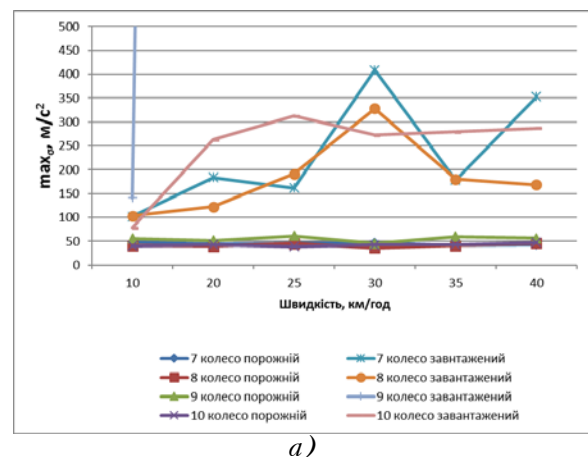 500
450
400
350
300
250
200
150
100
50
0
max_σ, м/с²
10 20 25 30 35 40
Швидкість, км/год
7 колесо порожній 7 колесо завнтажений
8 колесо порожній 8 колесо завантажений
9 колесо порожній 9 колесо завантажений
10 колесо порожній 10 колесо завантажений
а)